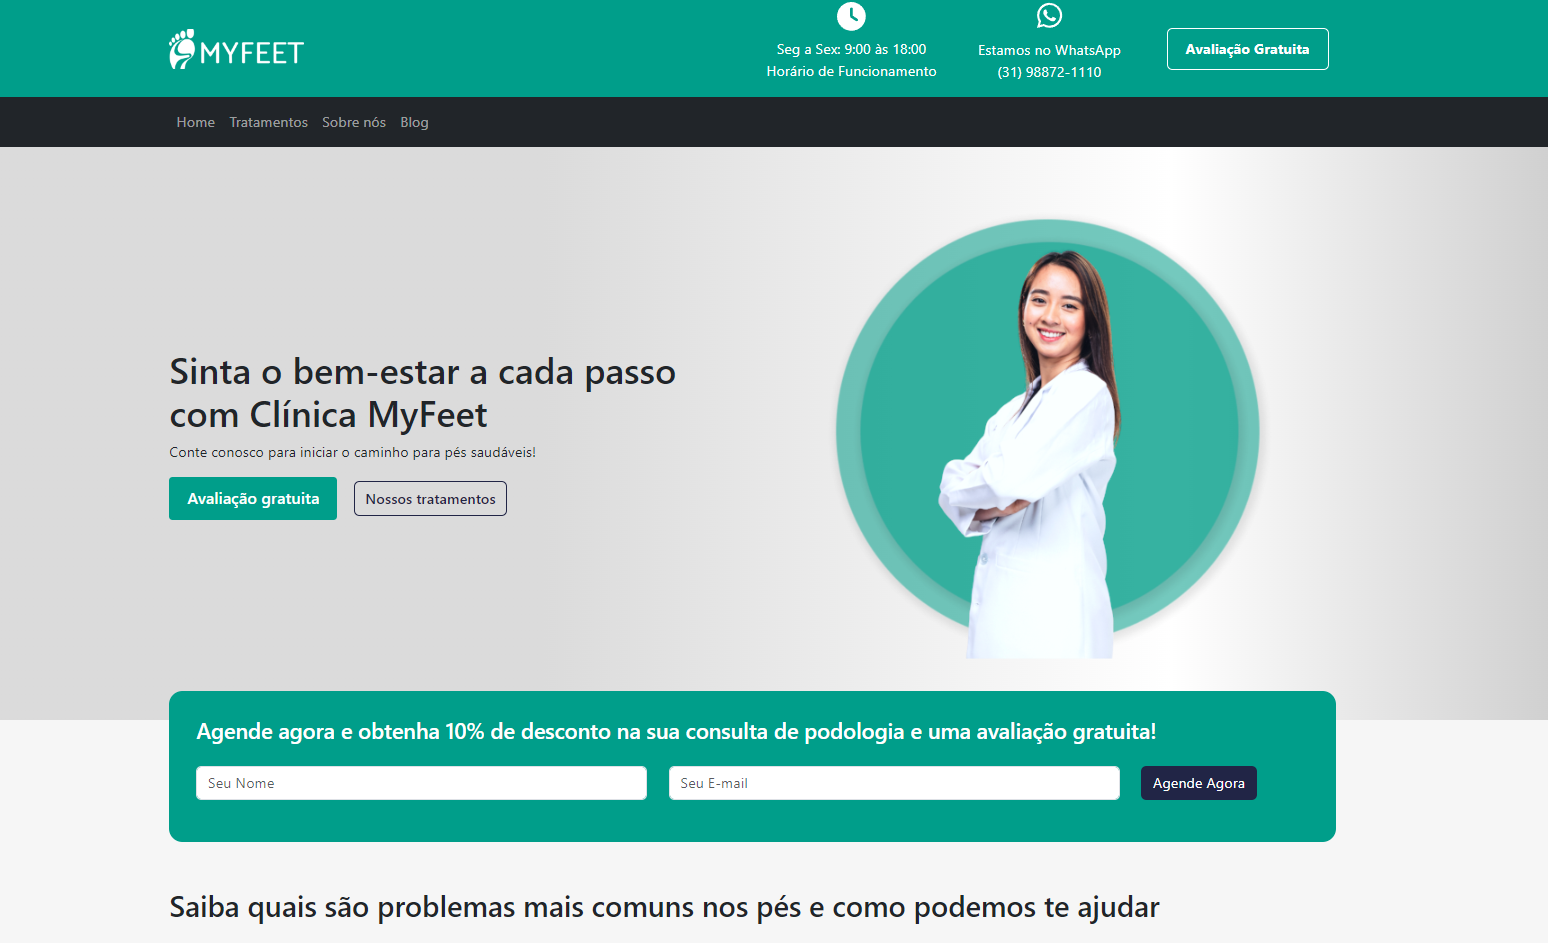 MYFEET
Seg a Sex: 9:00 às 18:00
Horário de Funcionamento
Estamos no WhatsApp
(31) 98872-1110
Avaliação Gratuita
Home
Tratamentos
Sobre nós
Blog
Sinta o bem-estar a cada passo
com Clínica MyFeet
Conte conosco para iniciar o caminho para pés saudáveis!
Avaliação gratuita
Nossos tratamentos
Agende agora e obtenha 10% de desconto na sua consulta de podologia e uma avaliação gratuita!
Seu Nome
Seu E-mail
Agende Agora
Saiba quais são problemas mais comuns nos pés e como podemos te ajudar